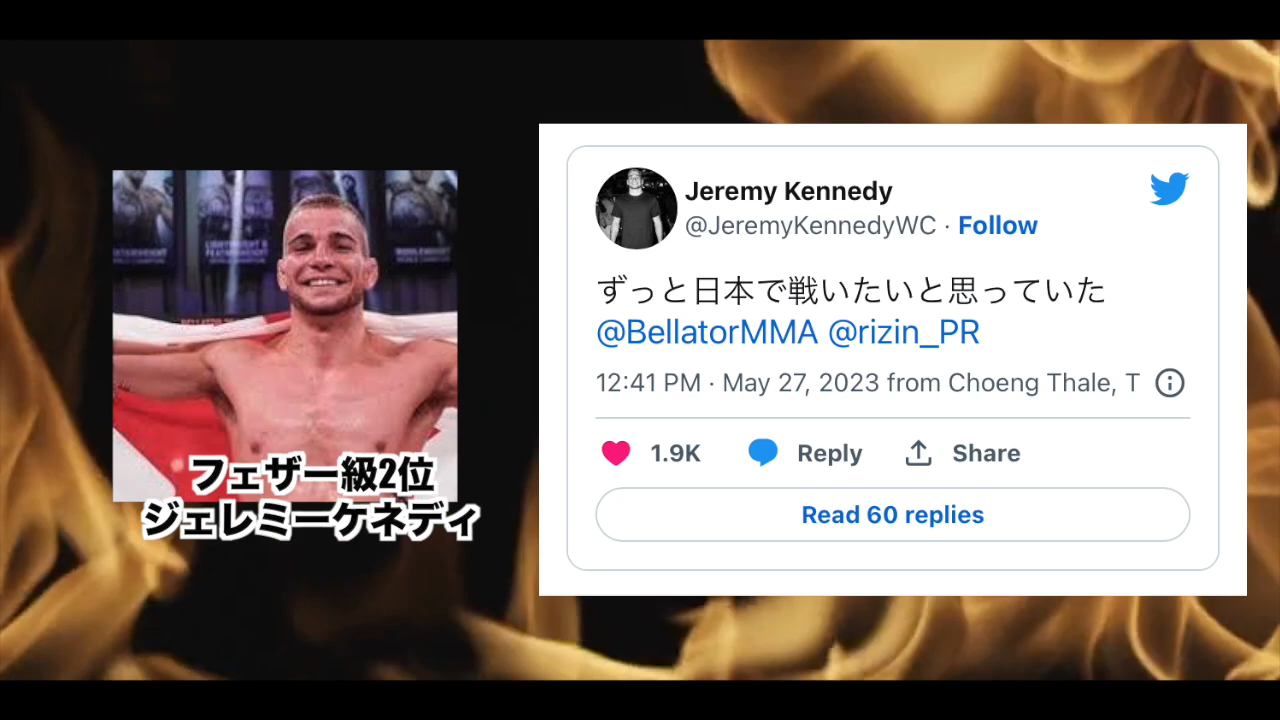 フェザー級2位
ジェレミーケネディ
Jeremy Kennedy
@JeremyKennedyWC · Follow
ずっと日本で戦いたいと思っていた
@BellatorMMA @rizin_PR
12:41 PM · May 27, 2023 from Choeng Thale, T
1.9K Reply Share
Read 60 replies